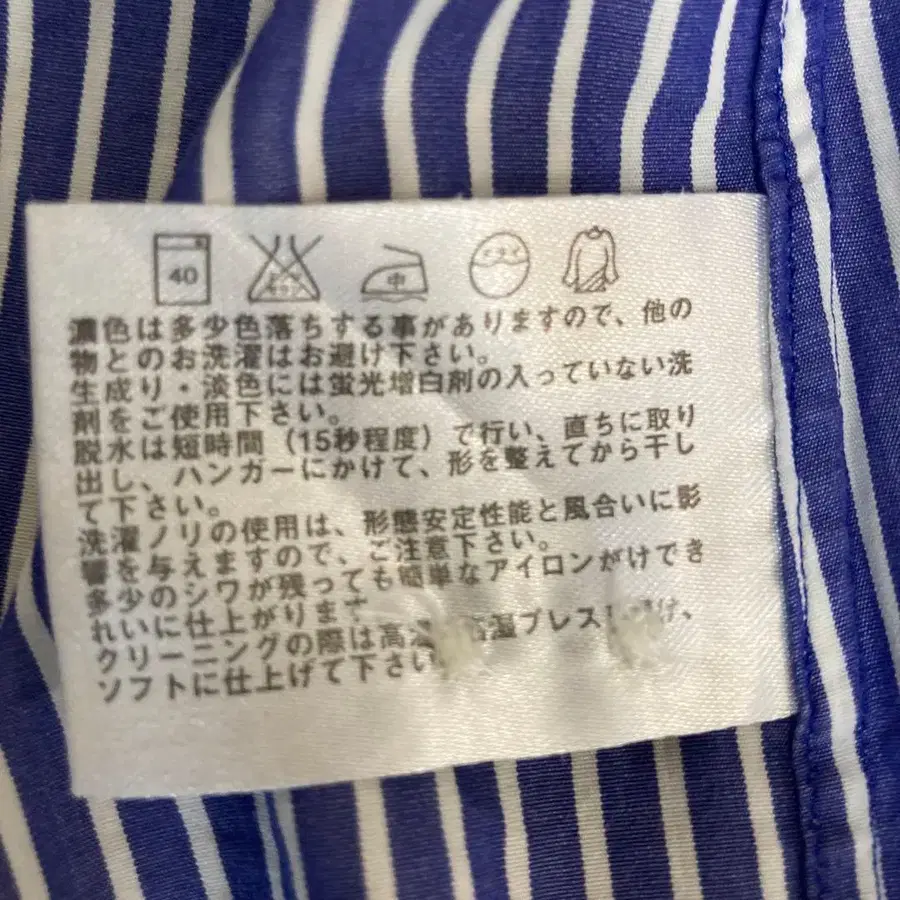 40 中 ドライ
濃色は多少色落ちする事がありますので、他の
物とのお洗濯はお避け下さい。
生成り・淡色には蛍光増白剤の入っていない洗
剤をご使用下さい。
脱水は短時間（15秒程度）で行い、直ちに取り
出し、ハンガーにかけて、形を整えてから干し
て下さい。
洗濯ノリの使用は、形態安定性能と風合いに影
響を与えますので、ご注意下さい。
多少のシワが残っても簡単なアイロンがけでき
れいに仕上がります
クリーニングの際は高温 プレス け、
ソフトに仕上げて下さい